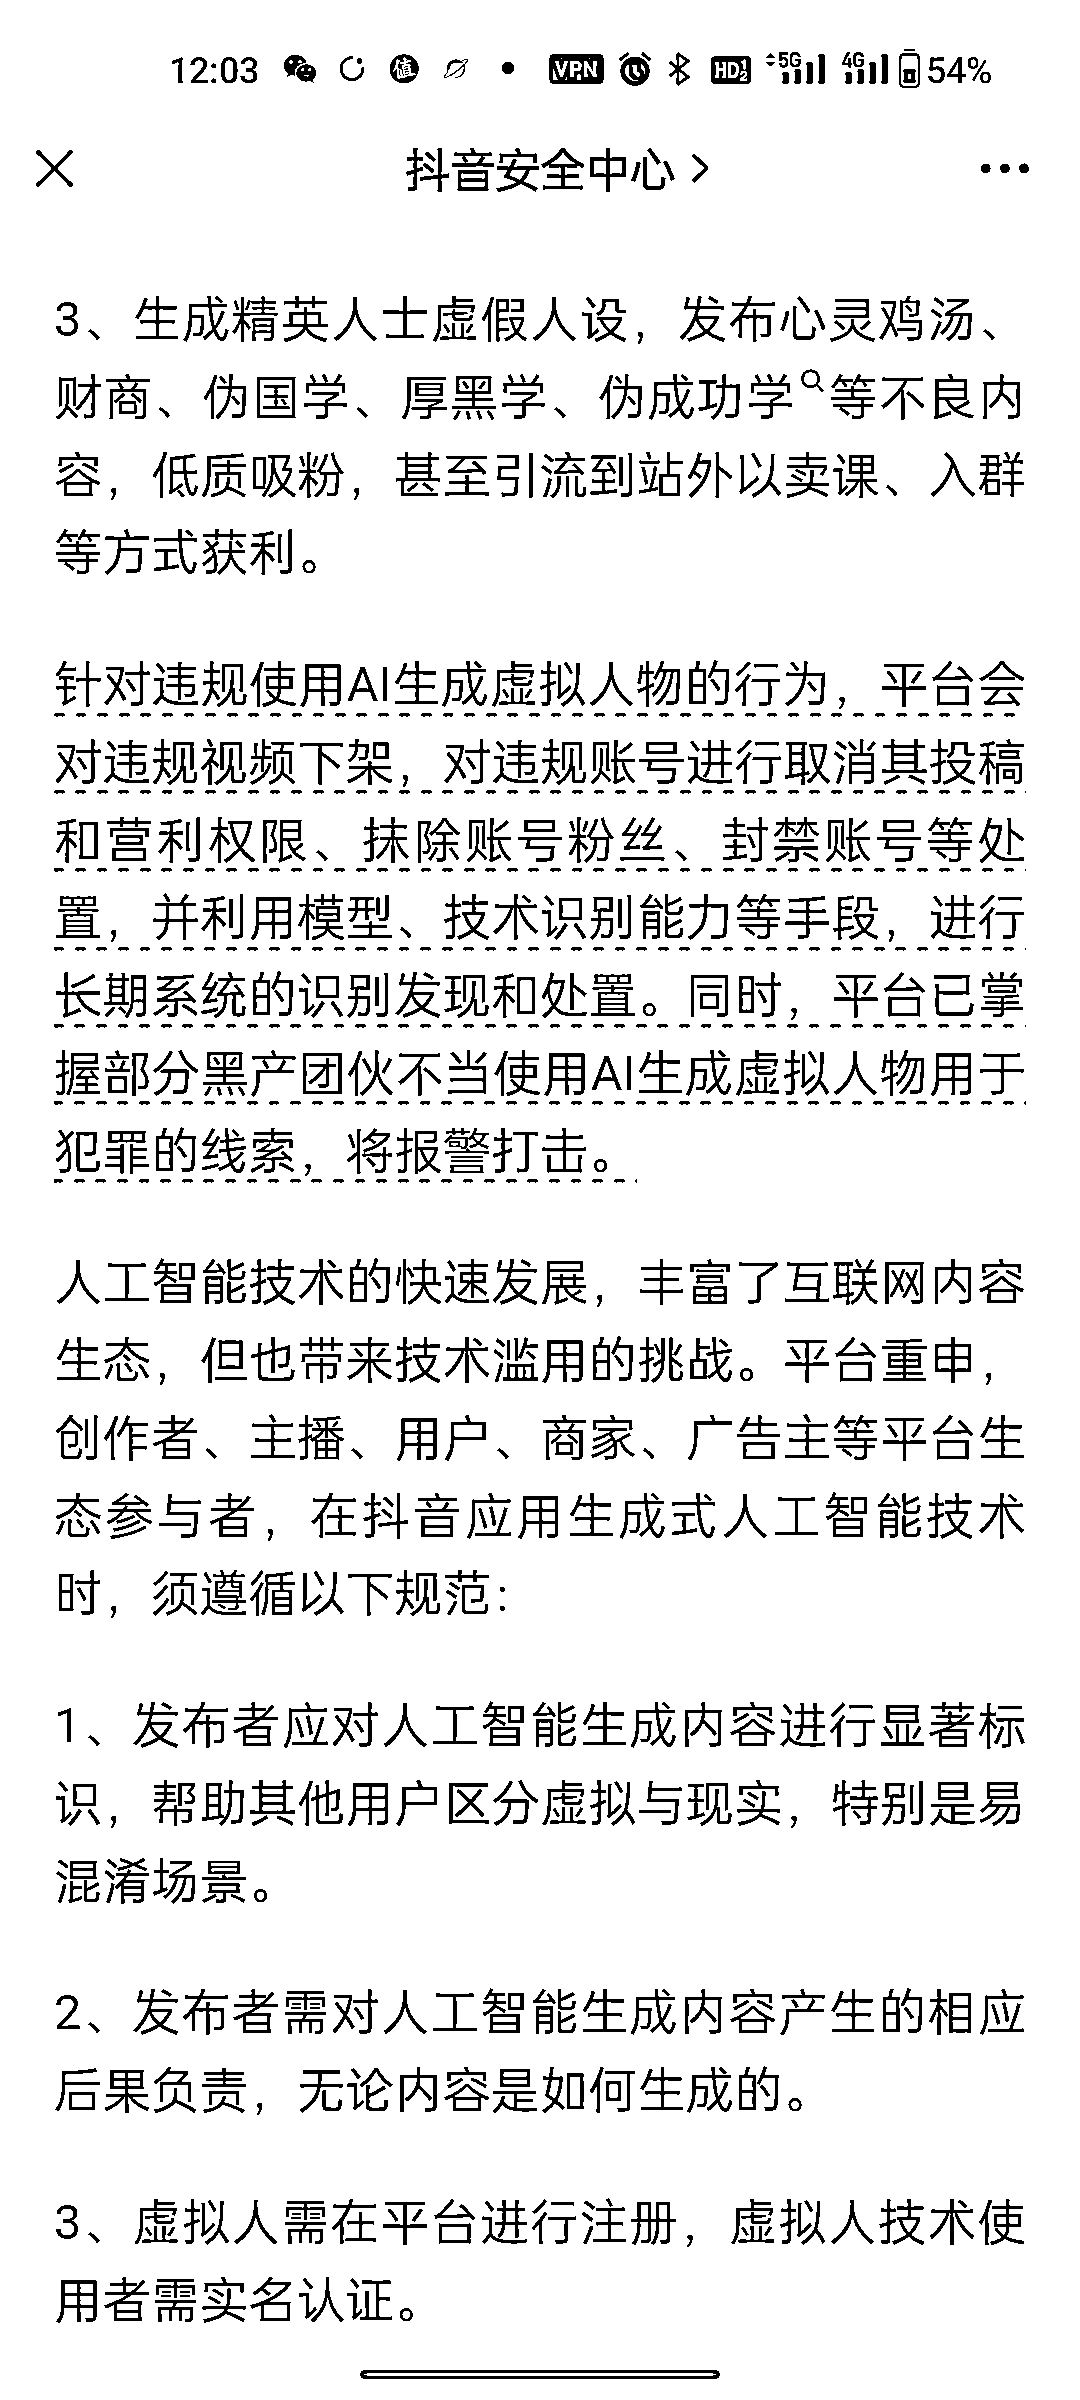 12:03 值 VPN HD 1 2 5G 4G 54%
抖音安全中心
3、生成精英人士虚假人设，发布心灵鸡汤、
财商、伪国学、厚黑学、伪成功学等不良内
容，低质吸粉，甚至引流到站外以卖课、入群
等方式获利。
针对违规使用AI生成虚拟人物的行为，平台会
对违规视频下架，对违规账号进行取消其投稿
和营利权限、抹除账号粉丝、封禁账号等处
置，并利用模型、技术识别能力等手段，进行
长期系统的识别发现和处置。同时，平台已掌
握部分黑产团伙不当使用AI生成虚拟人物用于
犯罪的线索，将报警打击。
人工智能技术的快速发展，丰富了互联网内容
生态，但也带来技术滥用的挑战。平台重申，
创作者、主播、用户、商家、广告主等平台生
态参与者，在抖音应用生成式人工智能技术
时，须遵循以下规范：
1、发布者应对人工智能生成内容进行显著标
识，帮助其他用户区分虚拟与现实，特别是易
混淆场景。
2、发布者需对人工智能生成内容产生的相应
后果负责，无论内容是如何生成的。
3、虚拟人需在平台进行注册，虚拟人技术使
用者需实名认证。